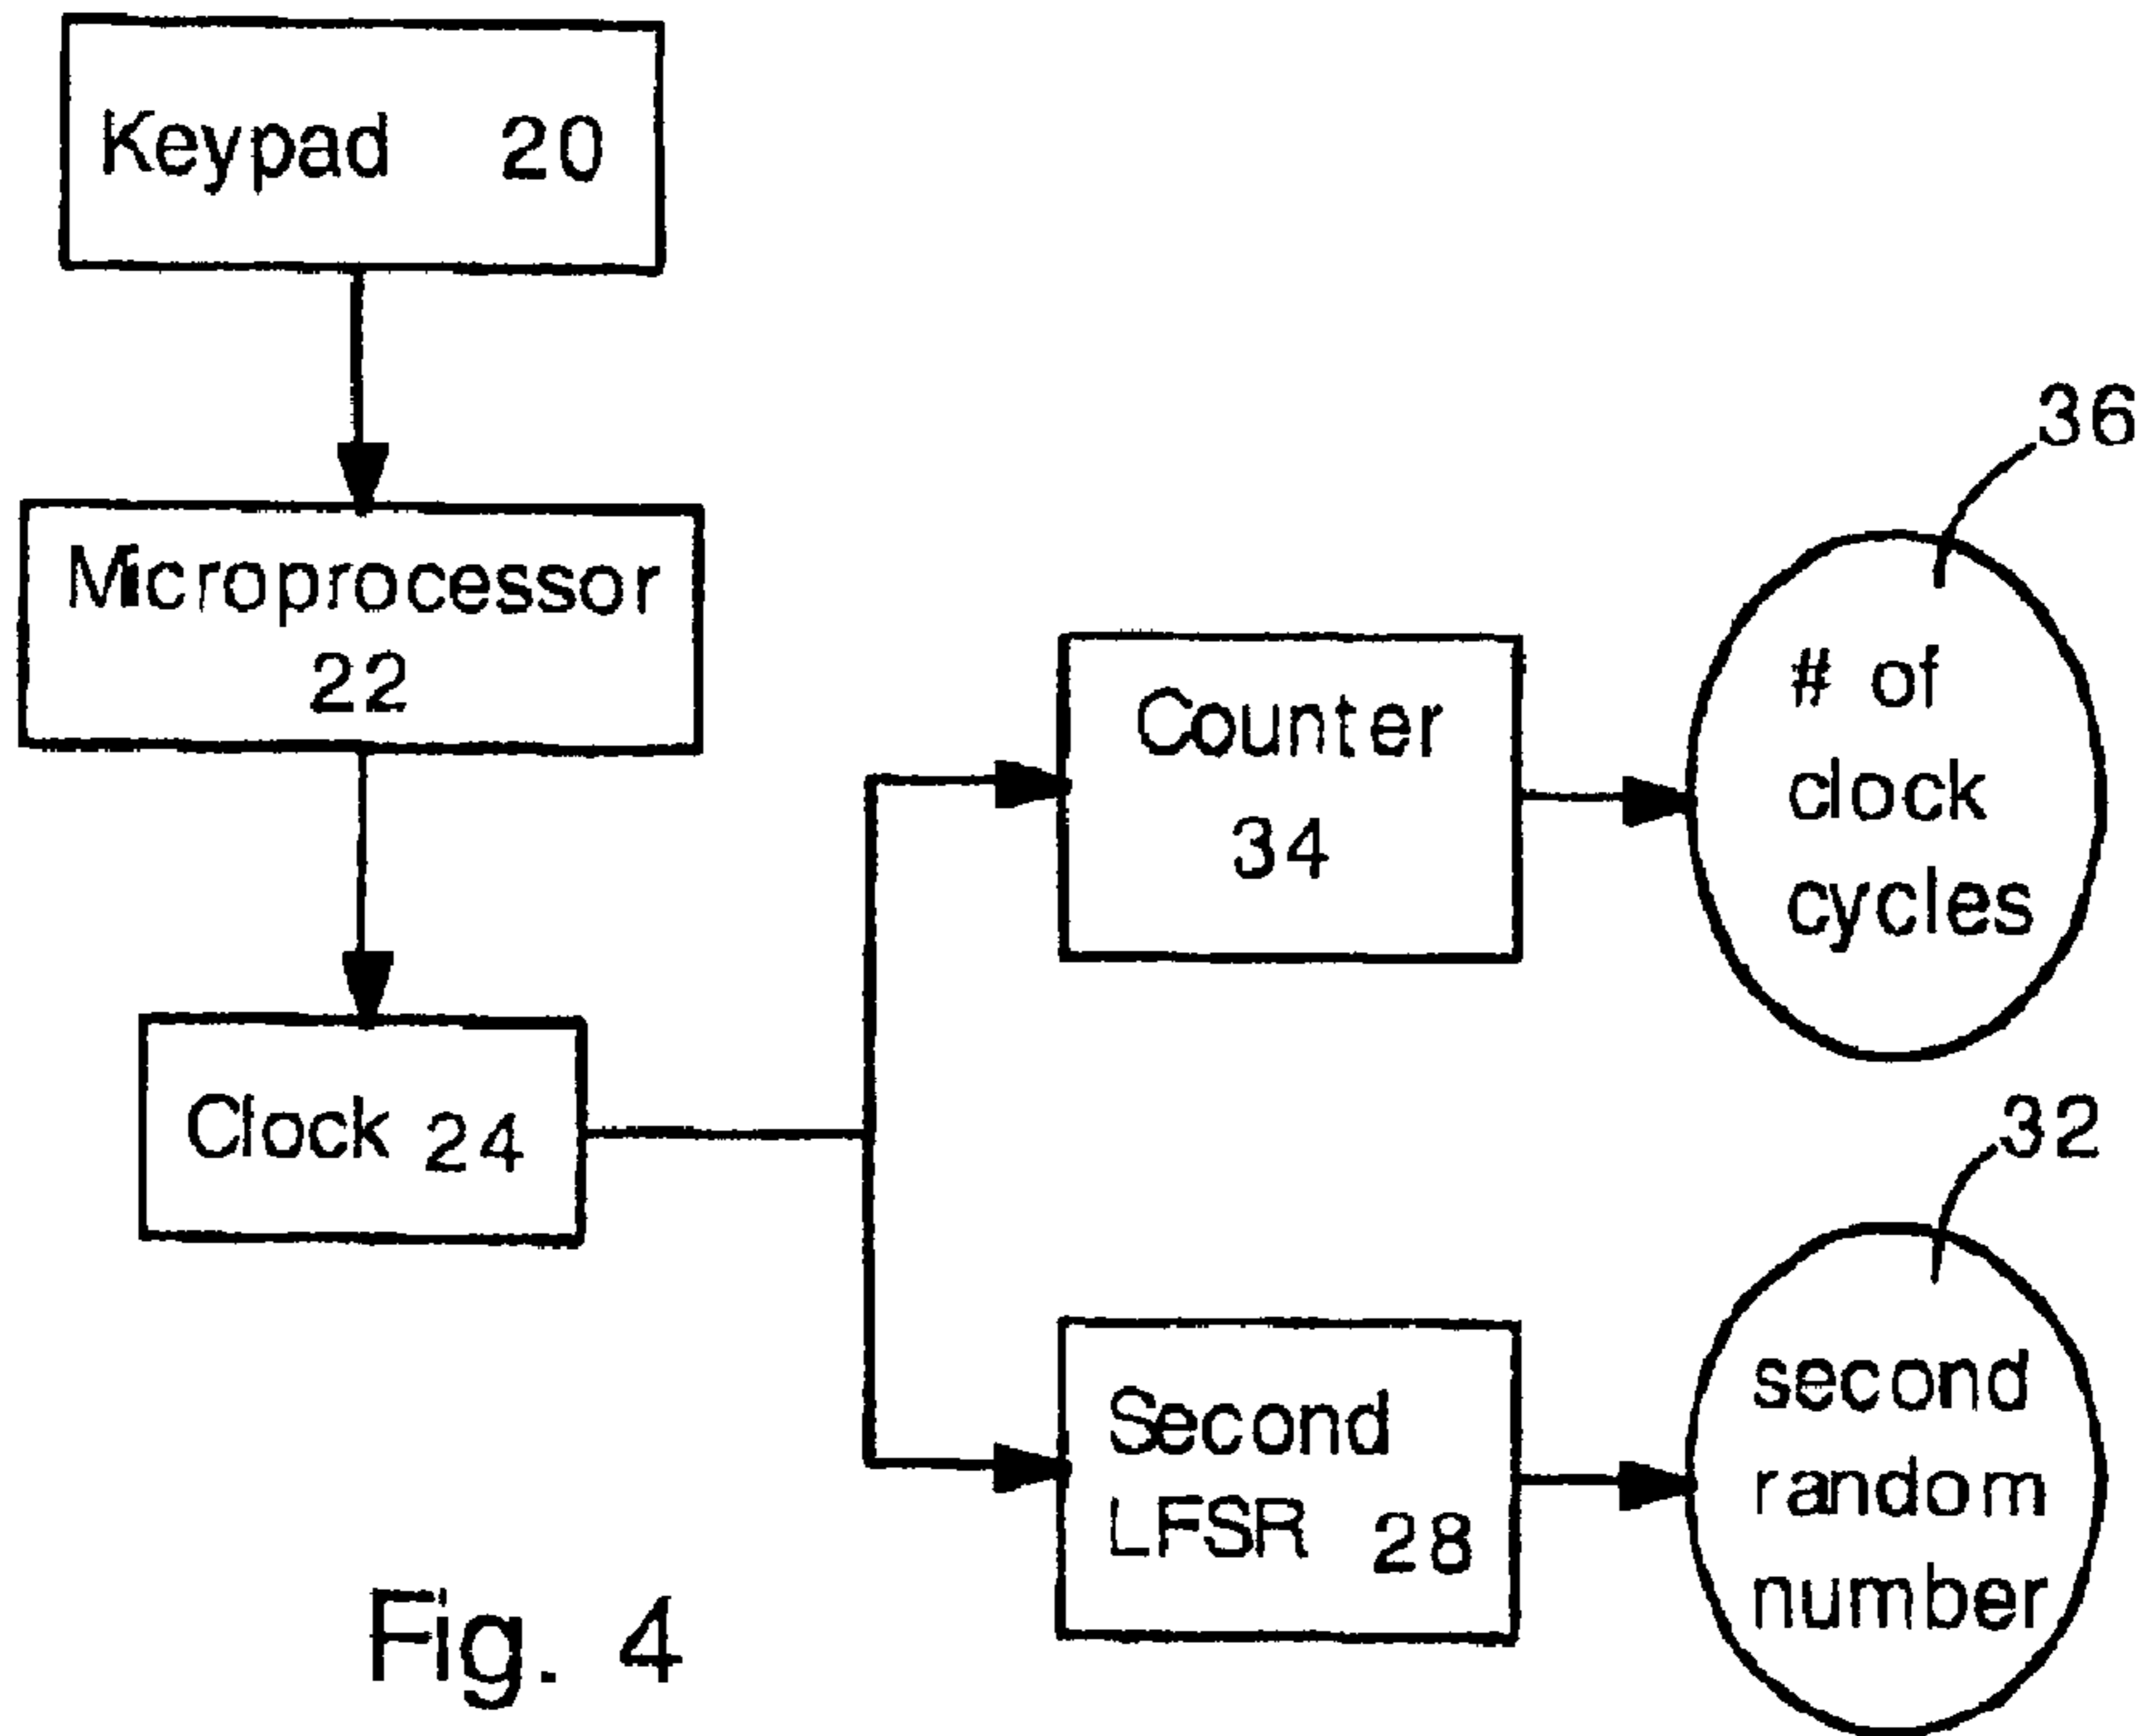 Keypad 20
Microprocessor
22
Clock 24
Counter
34
36
# of
clock
cycles
Second
LFSR 28
32
second
random
number
Fig. 4